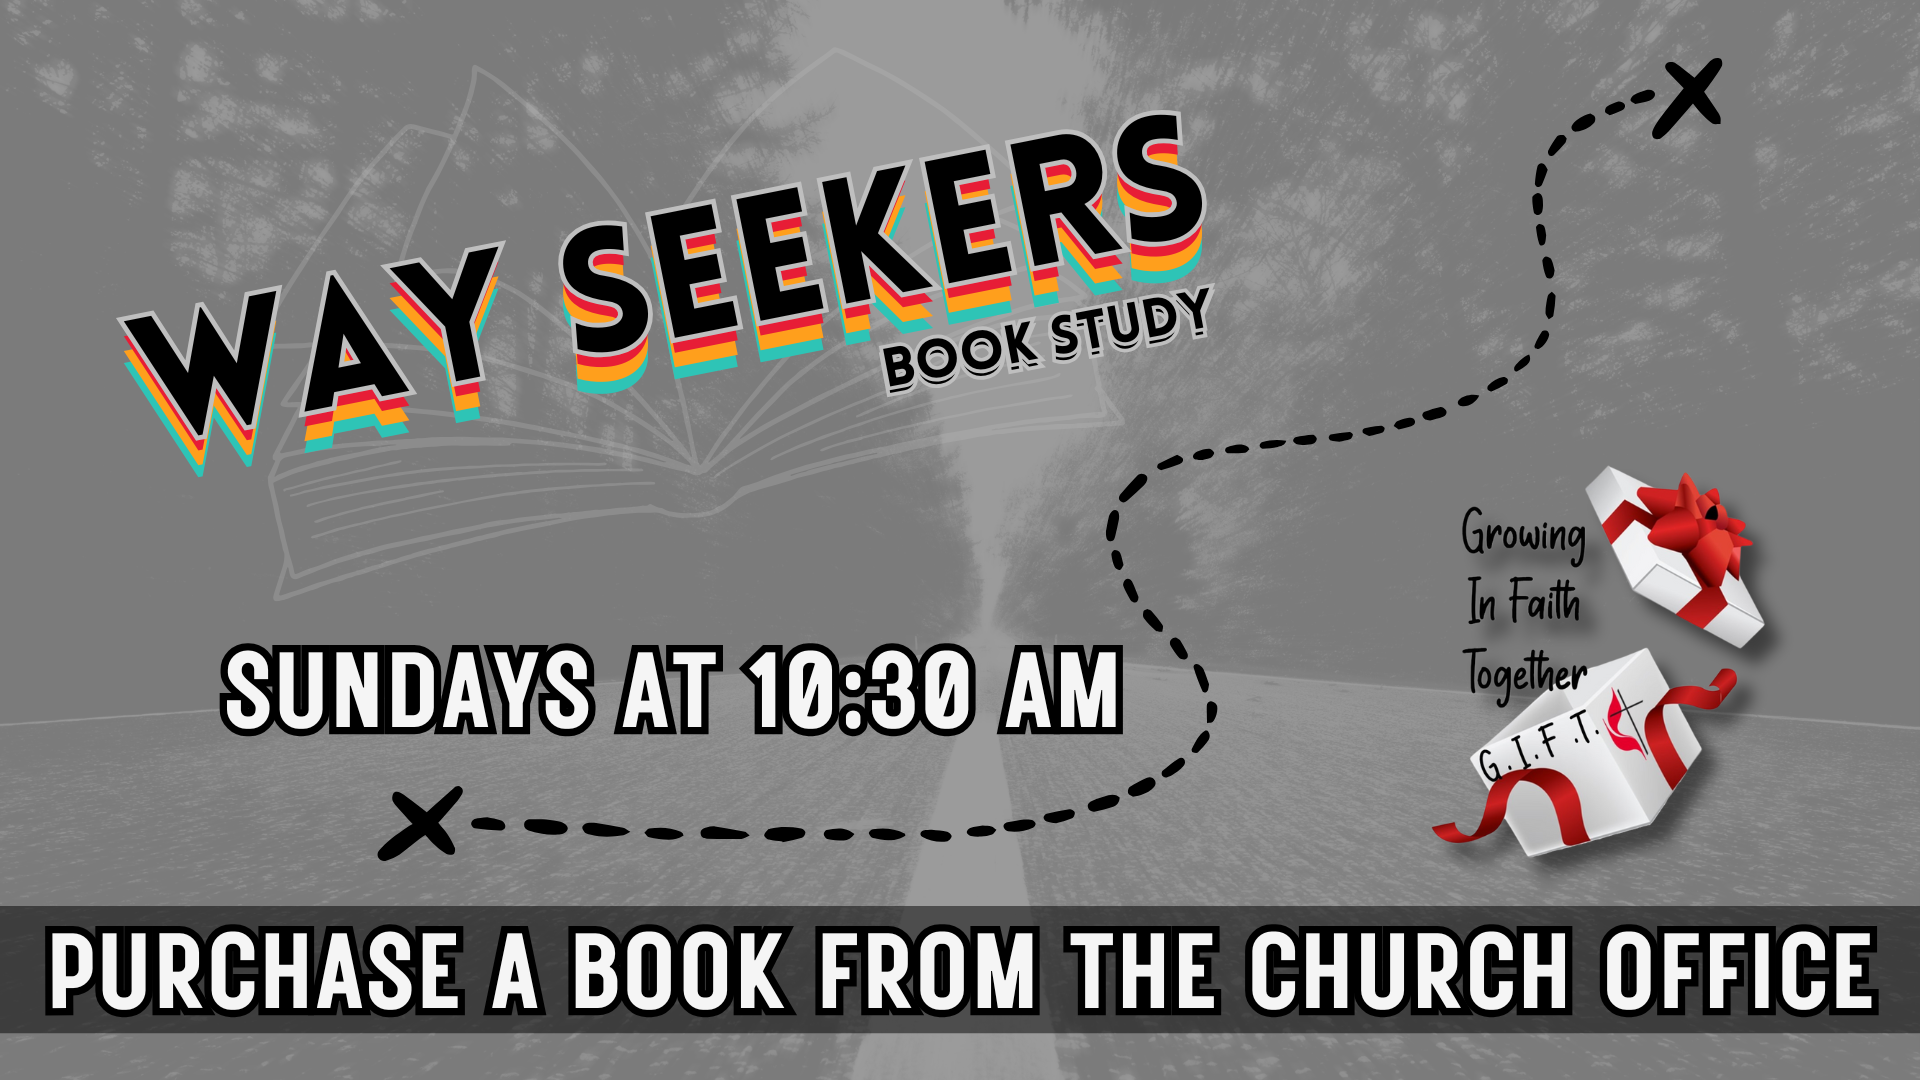 WAY SEEKERS
BOOK STUDY
SUNDAYS AT 10:30 AM
Growing
In Faith
Together
G.I.F.T.
PURCHASE A BOOK FROM THE CHURCH OFFICE